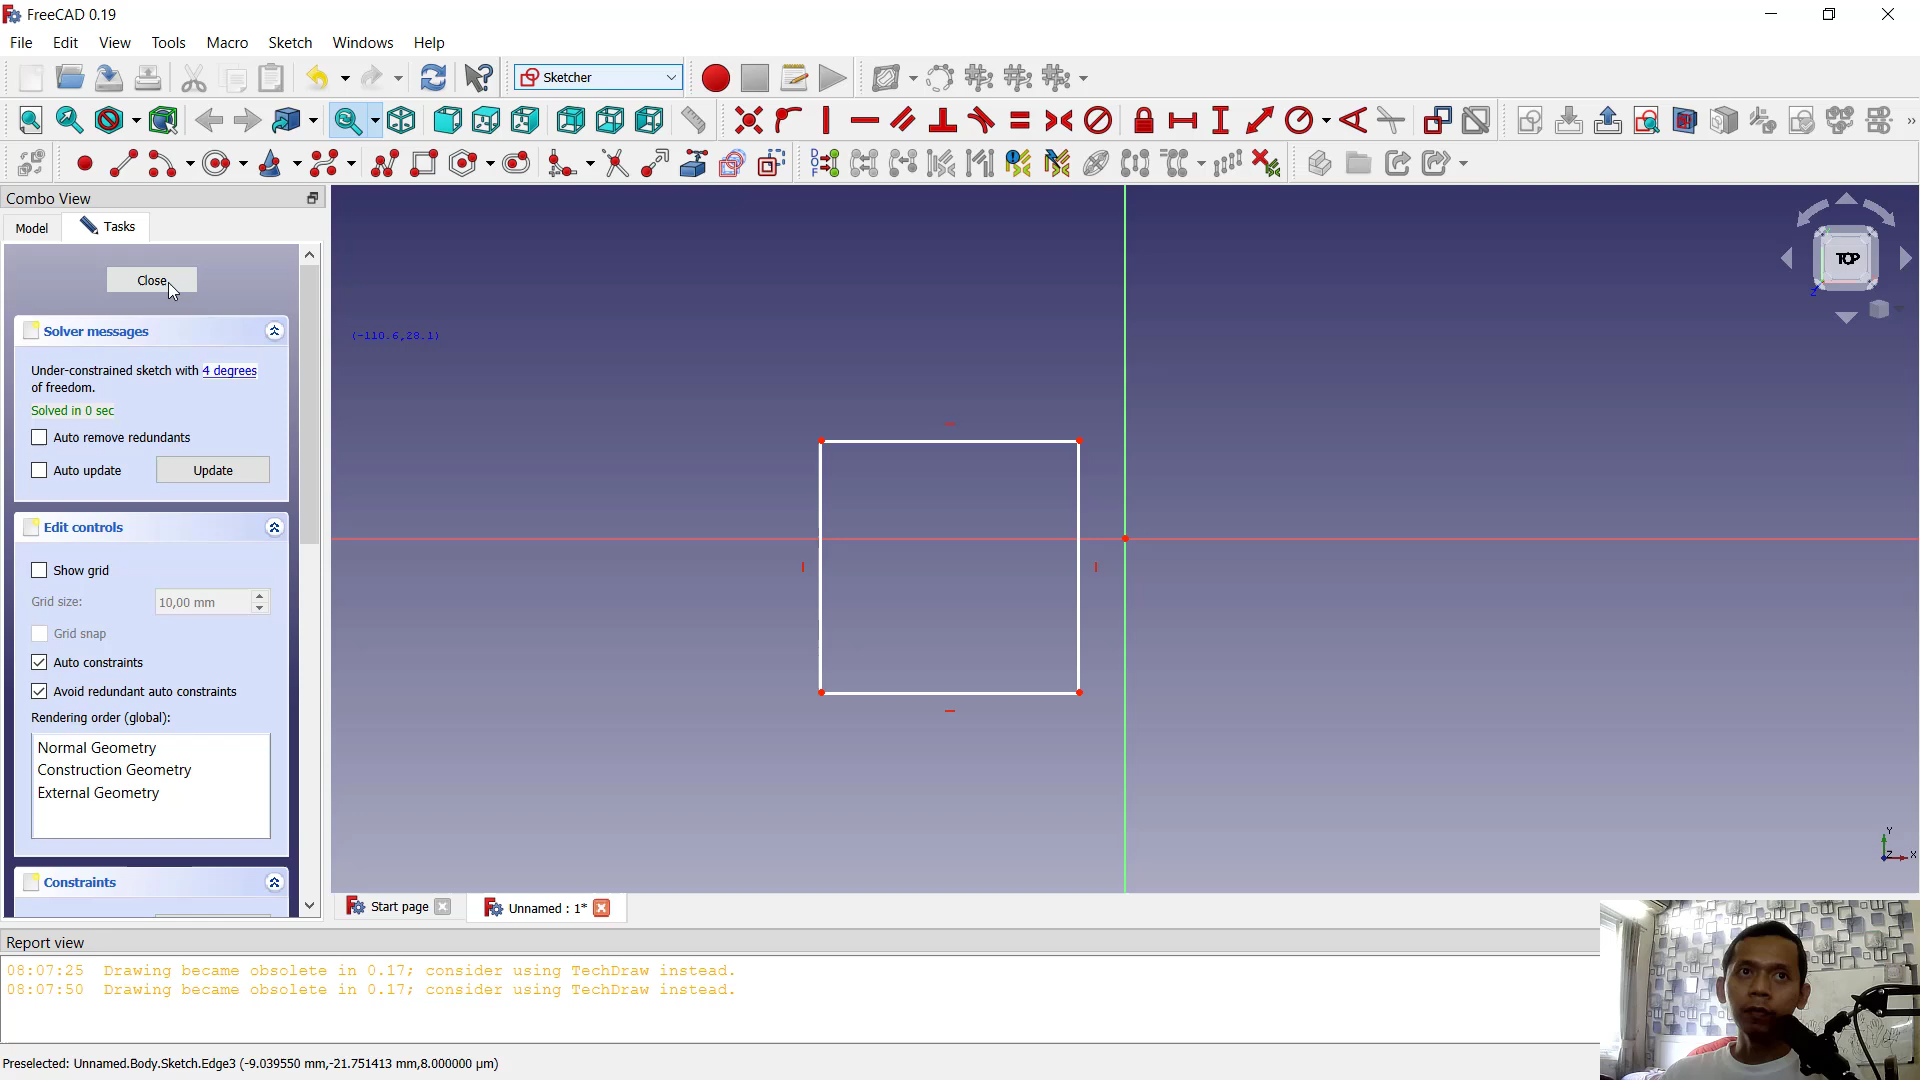 FreeCAD 0.19
File Edit View Tools Macro Sketch Windows Help
Sketcher
Combo View
Model Tasks
Close
Solver messages
Under-constrained sketch with 4 degrees
of freedom.
Solved in 0 sec
Auto remove redundants
Auto update Update
Edit controls
Show grid
Grid size: 10,00 mm
Grid snap
Auto constraints
Avoid redundant auto constraints
Rendering order (global):
Normal Geometry
Construction Geometry
External Geometry
Constraints
(-110.6,28.1)
TOP
Z
Y
Z X
Start page Unnamed : 1*
Report view
08:07:25 Drawing became obsolete in 0.17; consider using TechDraw instead.
08:07:50 Drawing became obsolete in 0.17; consider using TechDraw instead.
Preselected: Unnamed.Body.Sketch.Edge3 (-9.039550 mm,-21.751413 mm,8.000000 µm)